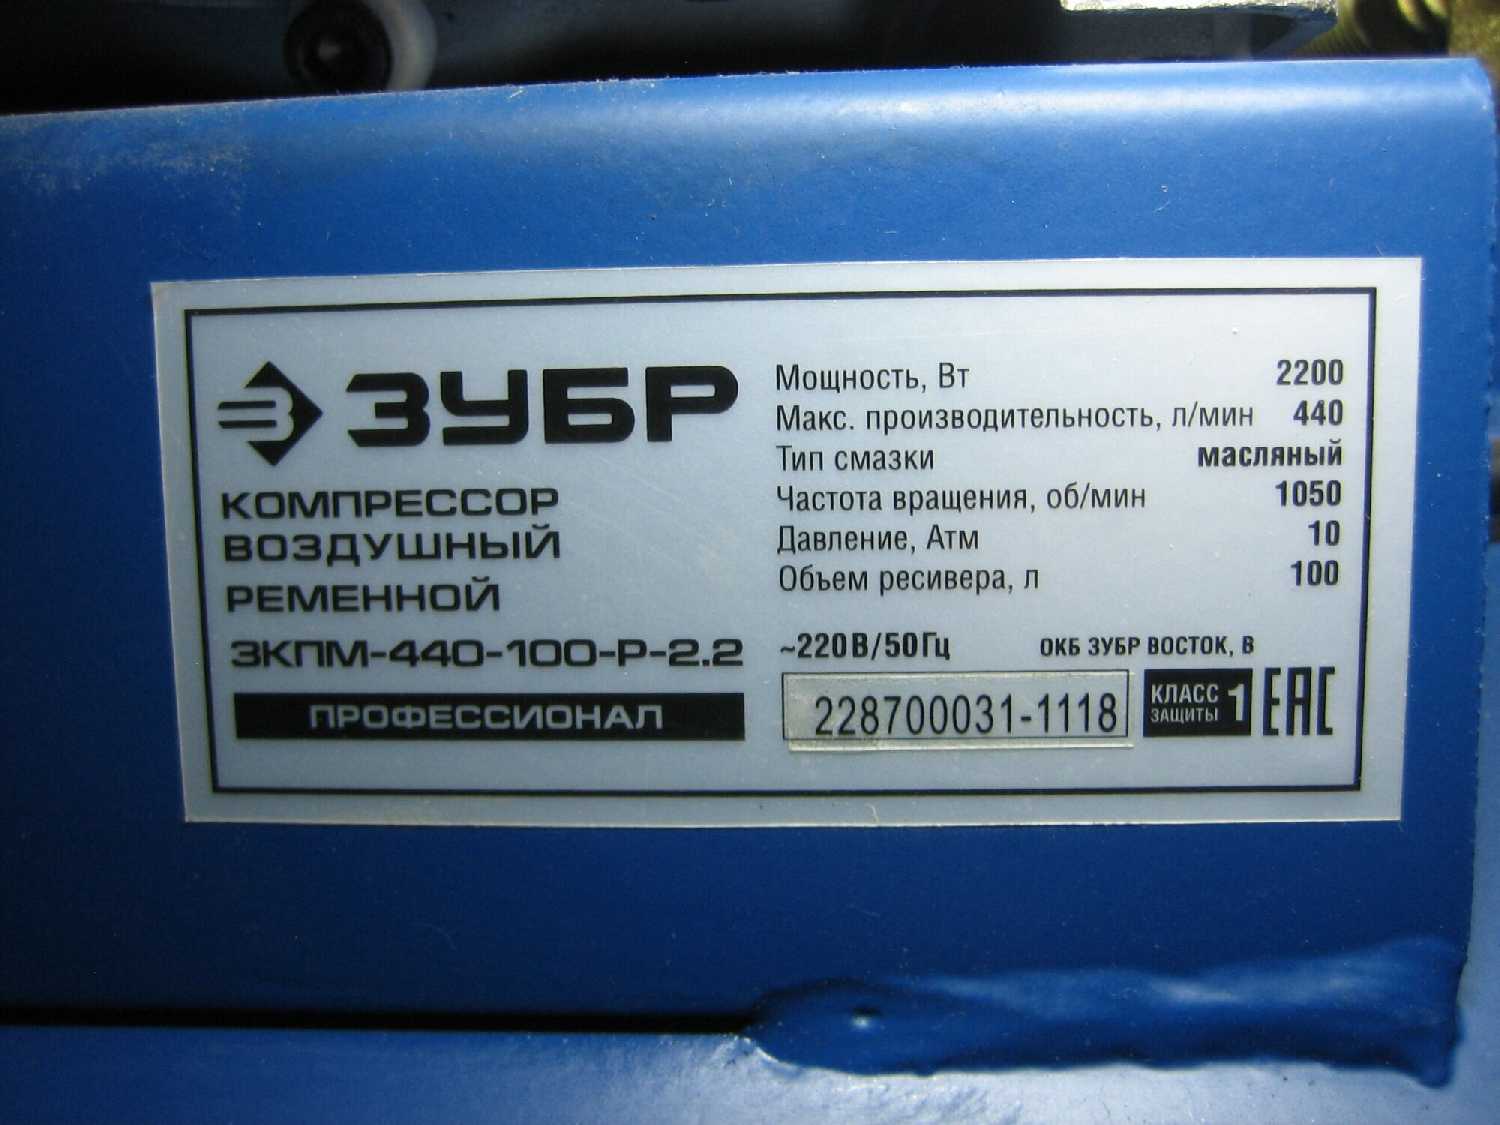 ЗУБР
КОМПРЕССОР
ВОЗДУШНЫЙ
РЕМЕННОЙ
ЗКПМ-440-100-Р-2.2
ПРОФЕССИОНАЛ
Мощность, Вт 2200
Макс. производительность, л/мин 440
Тип смазки масляный
Частота вращения, об/мин 1050
Давление, Атм 10
Объем ресивера, л 100
~220В/50Гц ОКБ ЗУБР ВОСТОК, В
228700031-1118
КЛАСС
ЗАЩИТЫ 1
EAC